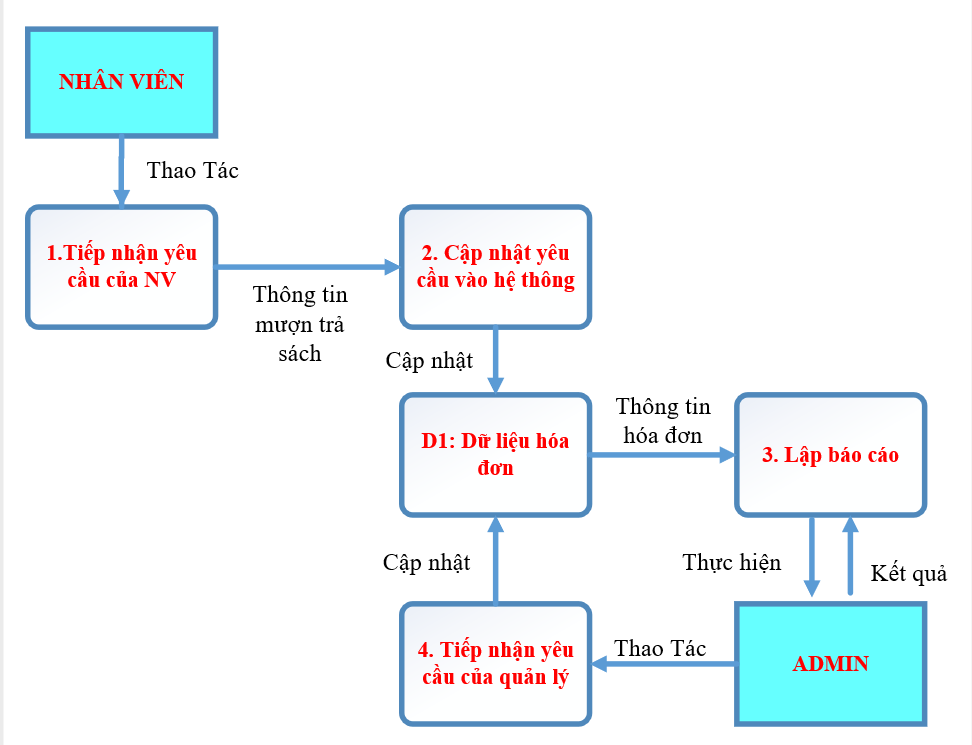 NHÂN VIÊN
Thao Tác
1.Tiếp nhận yêu
cầu của NV
Thông tin
mượn trả
sách
2. Cập nhật yêu
cầu vào hệ thông
Cập nhật
D1: Dữ liệu hóa
đơn
Thông tin
hóa đơn
3. Lập báo cáo
Thực hiện
Kết quả
Cập nhật
4. Tiếp nhận yêu
cầu của quản lý
Thao Tác
ADMIN